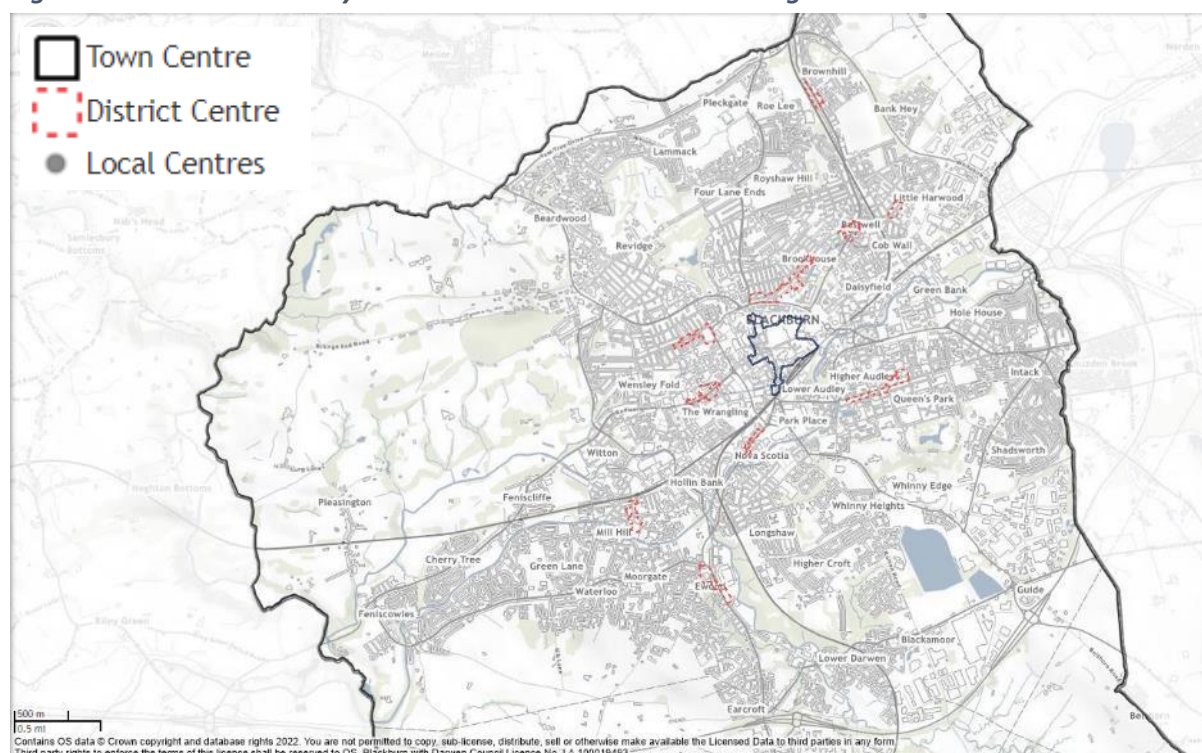 Town Centre
District Centre
Local Centres
Brownhill
Pleckgate
Roe Lee
Bank Hey
Lammack
Royshaw Hill
Four Lane Ends
Little Harwood
Beardwood
Bastwell
Revidge
Cob Wall
Brookhouse
Daisyfield
Green Bank
BLACKBURN
Hole House
Intack
Wensley Fold
Higher Audley
Lower Audley
Queen's Park
The Wrangling
Park Place
Witton
Nova Scotia
Shadsworth
Hollin Bank
Whinny Edge
Pleasington
Feniscliffe
Whinny Heights
Mill Hill
Longshaw
Cherry Tree
Green Lane
Higher Croft
Moorgate
Ewood
Waterloo
Guide
Feniscowles
Blackamoor
Lower Darwen
Earcroft
500 m
0.5 mi
Contains OS data © Crown copyright and database rights 2022. You are not permitted to copy, sub-license, distribute, sell or otherwise make available the Licensed Data to third parties in any form.